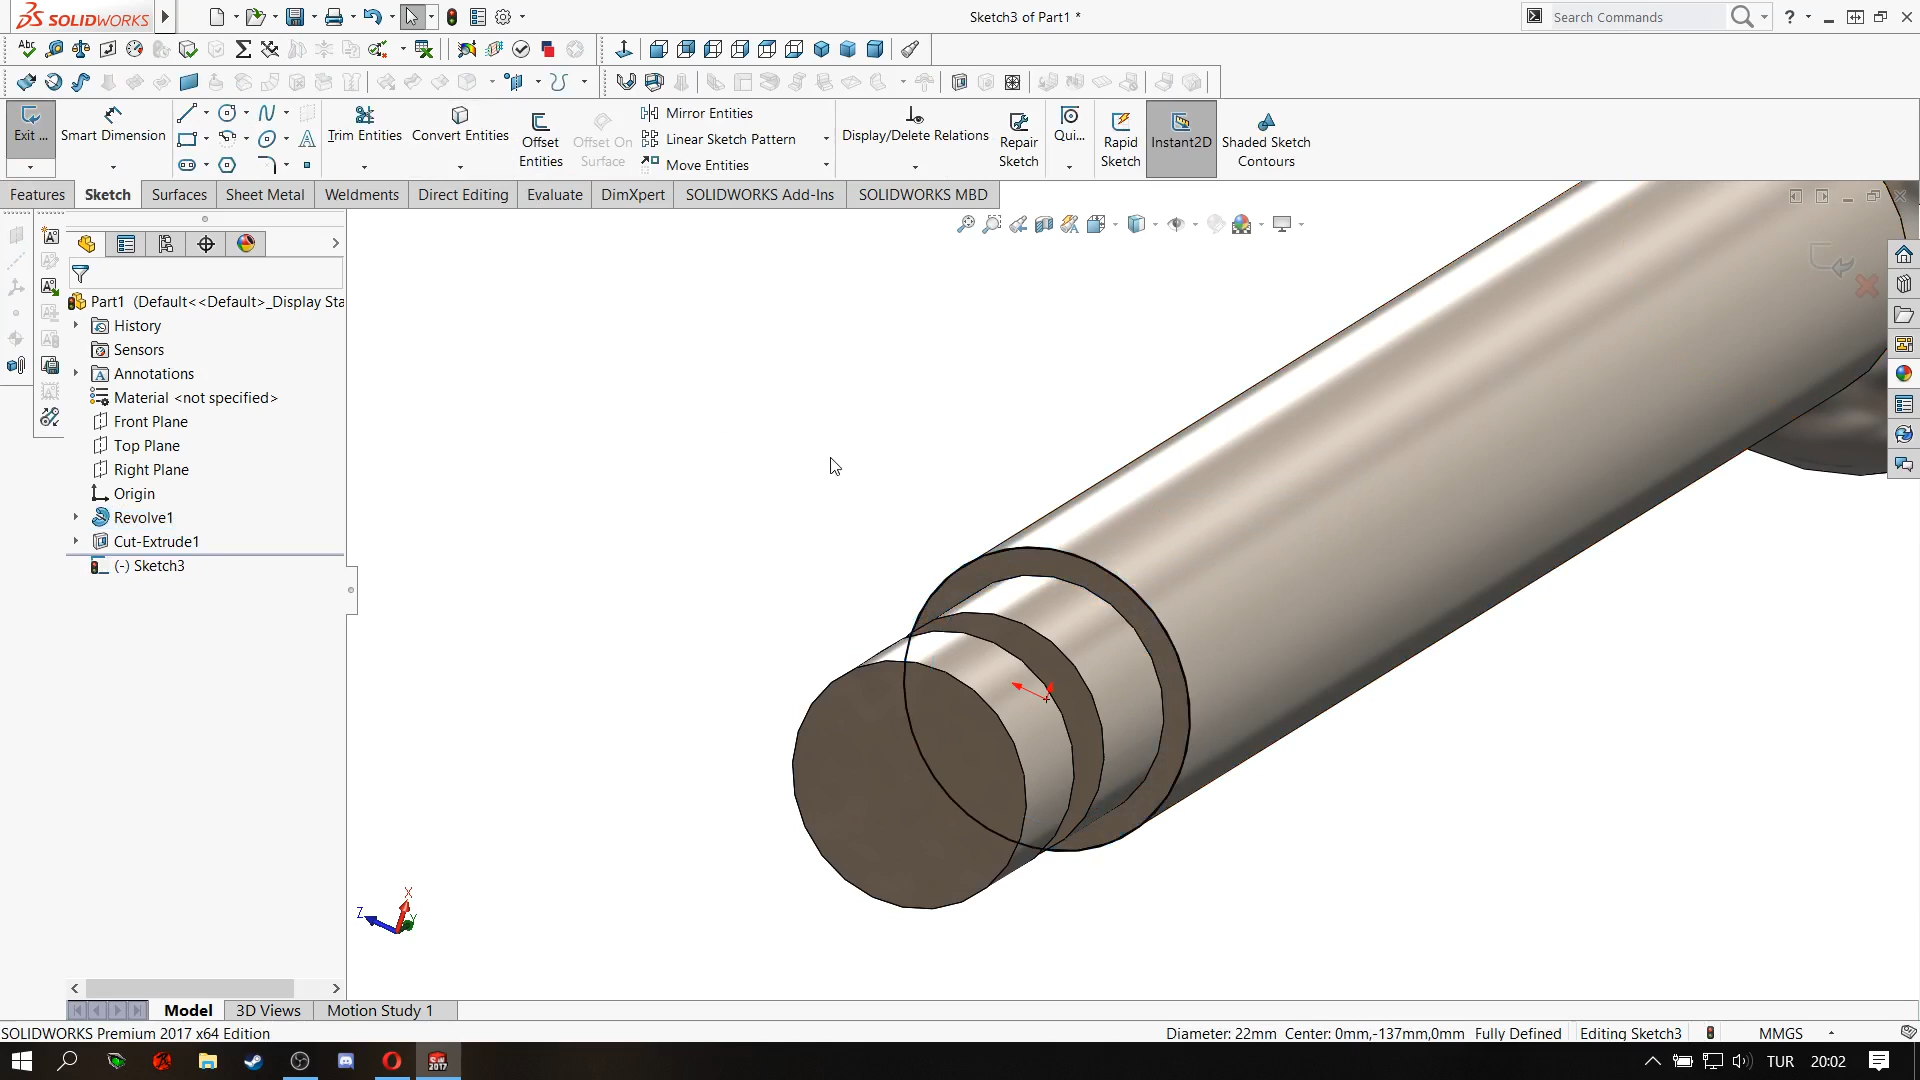 SOLIDWORKS
Sketch3 of Part1 *
Search Commands
?
Abc
Exit ...
Smart Dimension
Trim Entities
Convert Entities
Offset Entities
Offset On Surface
Mirror Entities
Linear Sketch Pattern
Move Entities
Display/Delete Relations
Repair Sketch
Qui...
Rapid Sketch
Instant2D
Shaded Sketch Contours
Features
Sketch
Surfaces
Sheet Metal
Weldments
Direct Editing
Evaluate
DimXpert
SOLIDWORKS Add-Ins
SOLIDWORKS MBD
Part1 (Default<<Default>_Display Sta
History
Sensors
Annotations
Material <not specified>
Front Plane
Top Plane
Right Plane
Origin
Revolve1
Cut-Extrude1
(-) Sketch3
X
Z
Y
Model
3D Views
Motion Study 1
SOLIDWORKS Premium 2017 x64 Edition
Diameter: 22mm Center: 0mm,-137mm,0mm
Fully Defined
Editing Sketch3
MMGS
2017
TUR
20:02